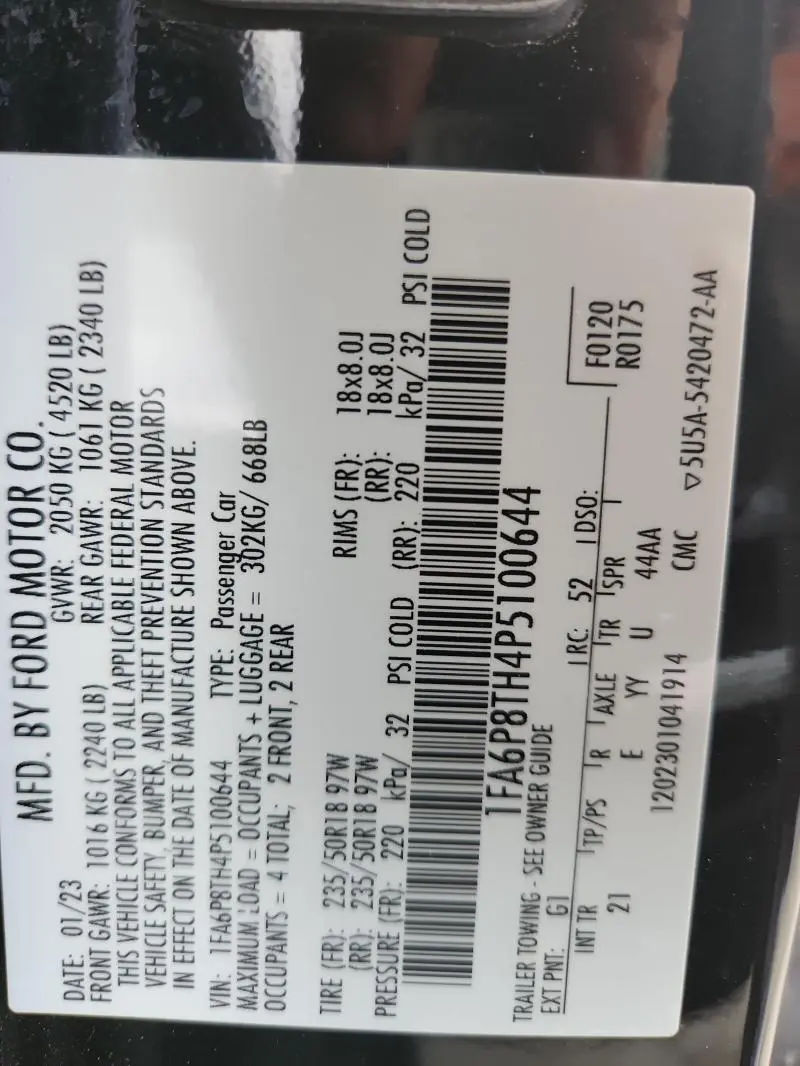 MFD. BY FORD MOTOR CO.
DATE: 01/23 GVWR: 2050 KG ( 4520 LB)
FRONT GAWR: 1016 KG ( 2240 LB) REAR GAWR: 1061 KG ( 2340 LB)
THIS VEHICLE CONFORMS TO ALL APPLICABLE FEDERAL MOTOR
VEHICLE SAFETY, BUMPER, AND THEFT PREVENTION STANDARDS
IN EFFECT ON THE DATE OF MANUFACTURE SHOWN ABOVE.
VIN: 1FA6P8TH4P5100644 TYPE: Passenger Car
MAXIMUM LOAD = OCCUPANTS + LUGGAGE = 302KG/ 668LB
OCCUPANTS = 4 TOTAL; 2 FRONT, 2 REAR
TIRE (FR): 235/50R18 97W RIMS (FR): 18x8.0J
(RR): 235/50R18 97W (RR): 18x8.0J
PRESSURE (FR): 220 kPa/ 32 PSI COLD (RR): 220 kPa/ 32 PSI COLD
1FA6P8TH4P5100644
TRAILER TOWING - SEE OWNER GUIDE
EXT PNT: G1 RC: 52 DSO:
INT TR TP/PS R AXLE TR SPR
21 E YY U 44AA
F0120
R0175
1202301041914 CMC ▽5U5A-5420472-AA